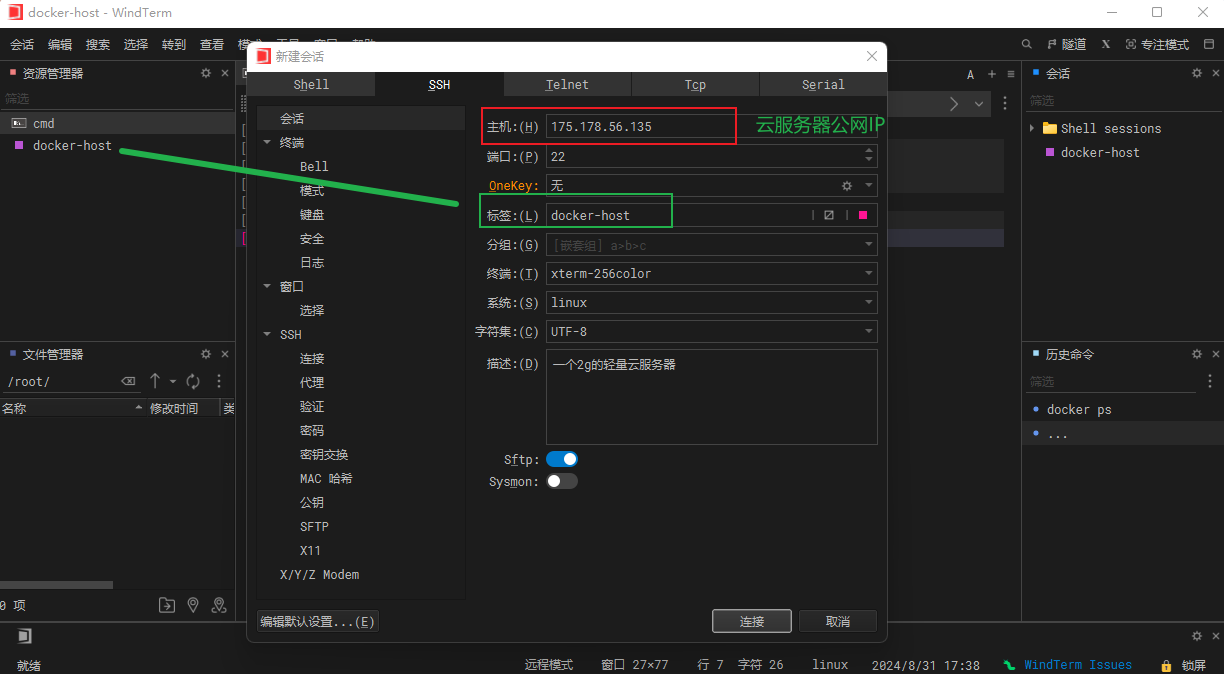 docker-host - WindTerm
会话 编辑 搜索 选择 转到 查看
隧道 X 专注模式
资源管理器
筛选
cmd
docker-host
文件管理器
/root/
名称 修改时间 类
0 项
新建会话
Shell SSH Telnet Tcp Serial
会话
终端
Bell
模式
键盘
安全
日志
窗口
选择
SSH
连接
代理
验证
密码
密钥交换
MAC 哈希
公钥
SFTP
X11
X/Y/Z Modem
主机:(H) 175.178.56.135 云服务器公网IP
端口:(P) 22
OneKey: 无
标签:(L) docker-host
分组:(G) [嵌套组] a>b>c
终端:(T) xterm-256color
系统:(S) linux
字符集:(C) UTF-8
描述:(D) 一个2g的轻量云服务器
Sftp:
Sysmon:
编辑默认设置...(E) 连接 取消
A
会话
筛选
Shell sessions
docker-host
历史命令
筛选
docker ps
...
就绪 远程模式 窗口 27×77 行 7 字符 26 linux 2024/8/31 17:38 WindTerm Issues 锁屏